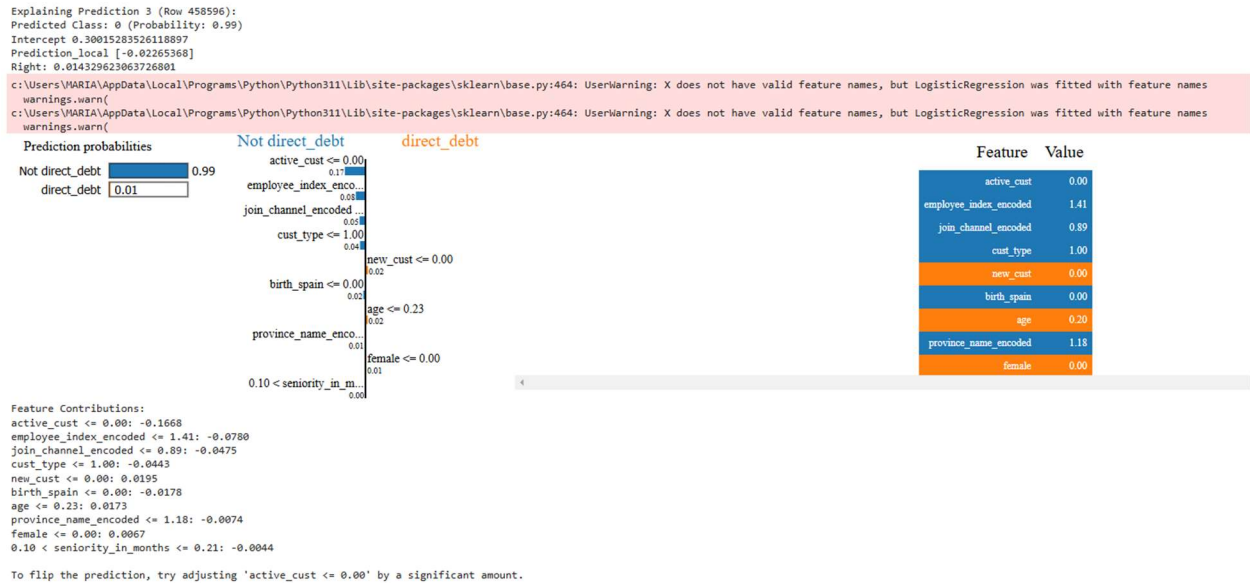 Explaining Prediction 3 (Row 458596):
Predicted Class: 0 (Probability: 0.99)
Intercept 0.30015283526118897
Prediction_local [-0.02265368]
Right: 0.014329623063726801
c:\Users\MARIA\AppData\Local\Programs\Python\Python311\Lib\site-packages\sklearn\base.py:464: UserWarning: X does not have valid feature names, but LogisticRegression was fitted with feature names
warnings.warn(
c:\Users\MARIA\AppData\Local\Programs\Python\Python311\Lib\site-packages\sklearn\base.py:464: UserWarning: X does not have valid feature names, but LogisticRegression was fitted with feature names
warnings.warn(
Prediction probabilities
Not direct_debt 0.99
direct_debt 0.01
Not direct_debt direct_debt
active_cust <= 0.00
0.17
employee_index_enco...
0.08
join_channel_encoded ...
0.05
cust_type <= 1.00
0.04
new_cust <= 0.00
0.02
birth_spain <= 0.00
0.02
age <= 0.23
0.02
province_name_enco...
0.01
female <= 0.00
0.01
0.10 < seniority_in_m...
0.00
Feature Value
active_cust 0.00
employee_index_encoded 1.41
join_channel_encoded 0.89
cust_type 1.00
new_cust 0.00
birth_spain 0.00
age 0.20
province_name_encoded 1.18
female 0.00
Feature Contributions:
active_cust <= 0.00: -0.1668
employee_index_encoded <= 1.41: -0.0780
join_channel_encoded <= 0.89: -0.0475
cust_type <= 1.00: -0.0443
new_cust <= 0.00: 0.0195
birth_spain <= 0.00: -0.0178
age <= 0.23: 0.0173
province_name_encoded <= 1.18: -0.0074
female <= 0.00: 0.0067
0.10 < seniority_in_months <= 0.21: -0.0044
To flip the prediction, try adjusting 'active_cust <= 0.00' by a significant amount.